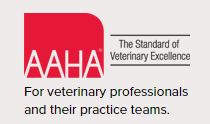 AAHA®
The Standard of
Veterinary Excellence
For veterinary professionals
and their practice teams.